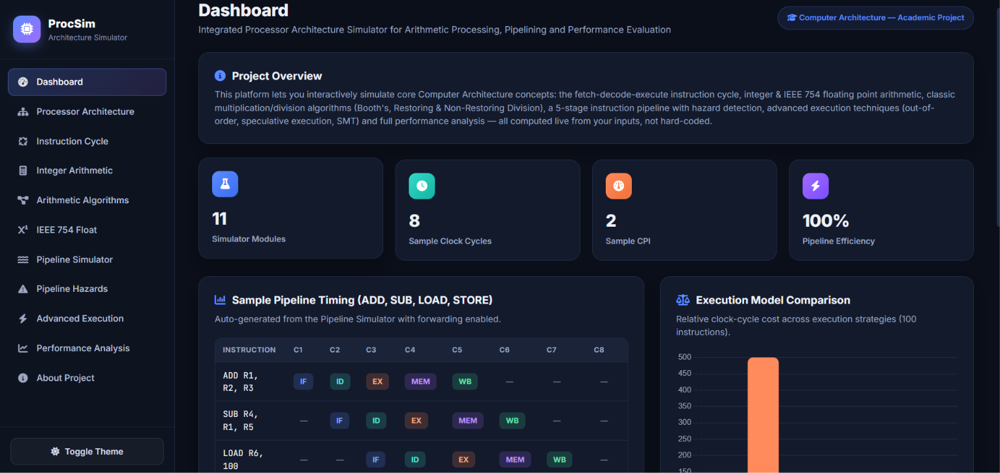 ProcSim
Architecture Simulator
Dashboard
Processor Architecture
Instruction Cycle
Integer Arithmetic
Arithmetic Algorithms
IEEE 754 Float
Pipeline Simulator
Pipeline Hazards
Advanced Execution
Performance Analysis
About Project
Toggle Theme
Dashboard
Integrated Processor Architecture Simulator for Arithmetic Processing, Pipelining and Performance Evaluation
Computer Architecture — Academic Project
Project Overview
This platform lets you interactively simulate core Computer Architecture concepts: the fetch-decode-execute instruction cycle, integer & IEEE 754 floating point arithmetic, classic
multiplication/division algorithms (Booth's, Restoring & Non-Restoring Division), a 5-stage instruction pipeline with hazard detection, advanced execution techniques (out-of-
order, speculative execution, SMT) and full performance analysis — all computed live from your inputs, not hard-coded.
11
Simulator Modules
8
Sample Clock Cycles
2
Sample CPI
100%
Pipeline Efficiency
Sample Pipeline Timing (ADD, SUB, LOAD, STORE)
Auto-generated from the Pipeline Simulator with forwarding enabled.
INSTRUCTION C1 C2 C3 C4 C5 C6 C7 C8
ADD R1, R2, R3 IF ID EX MEM WB — — —
SUB R4, R1, R5 — IF ID EX MEM WB — —
LOAD R6, 100 — — IF ID EX MEM WB —
Execution Model Comparison
Relative clock-cycle cost across execution strategies (100
instructions).
500
450
400
350
300
250
200
150